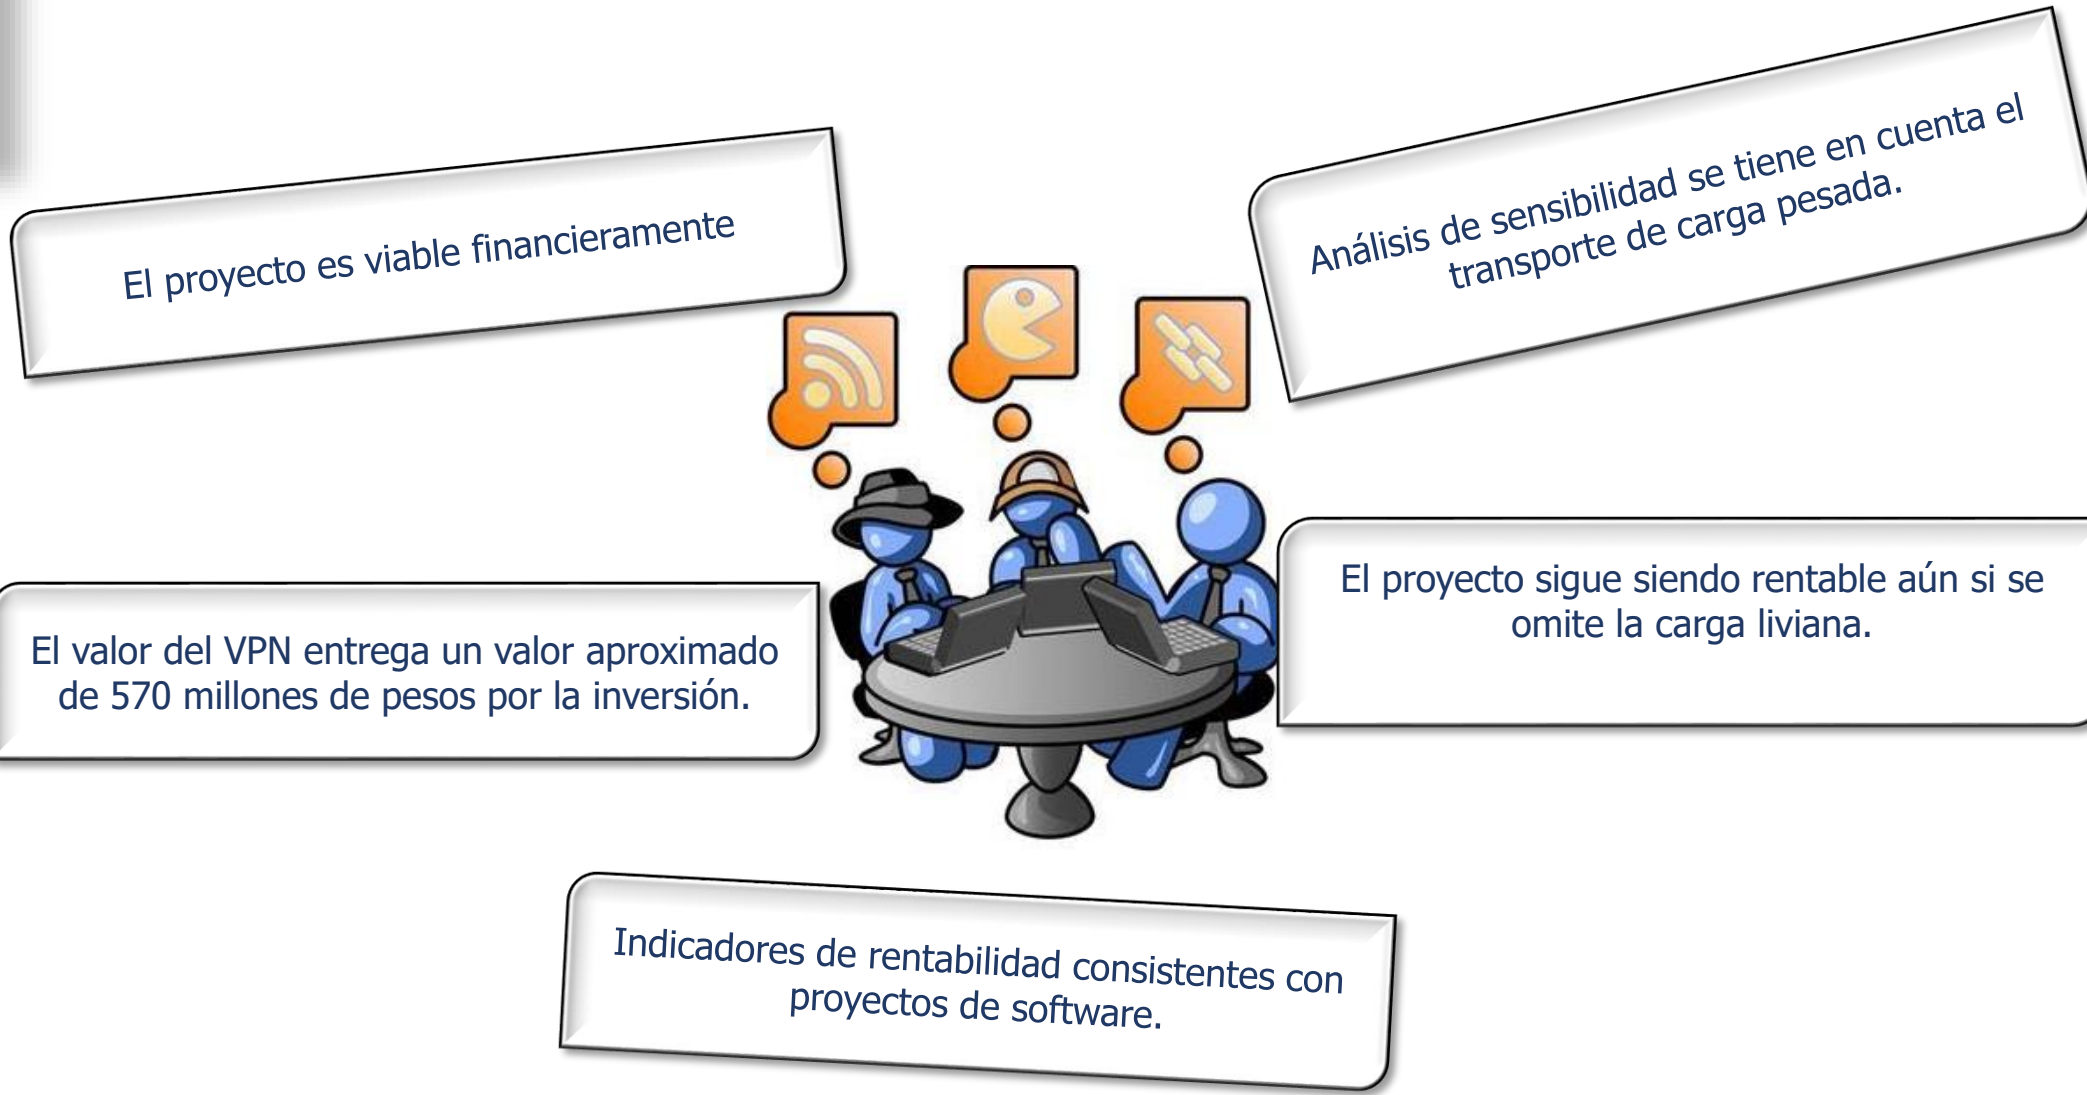 El proyecto es viable financieramente
Análisis de sensibilidad se tiene en cuenta el
transporte de carga pesada.
El valor del VPN entrega un valor aproximado
de 570 millones de pesos por la inversión.
El proyecto sigue siendo rentable aún si se
omite la carga liviana.
Indicadores de rentabilidad consistentes con
proyectos de software.